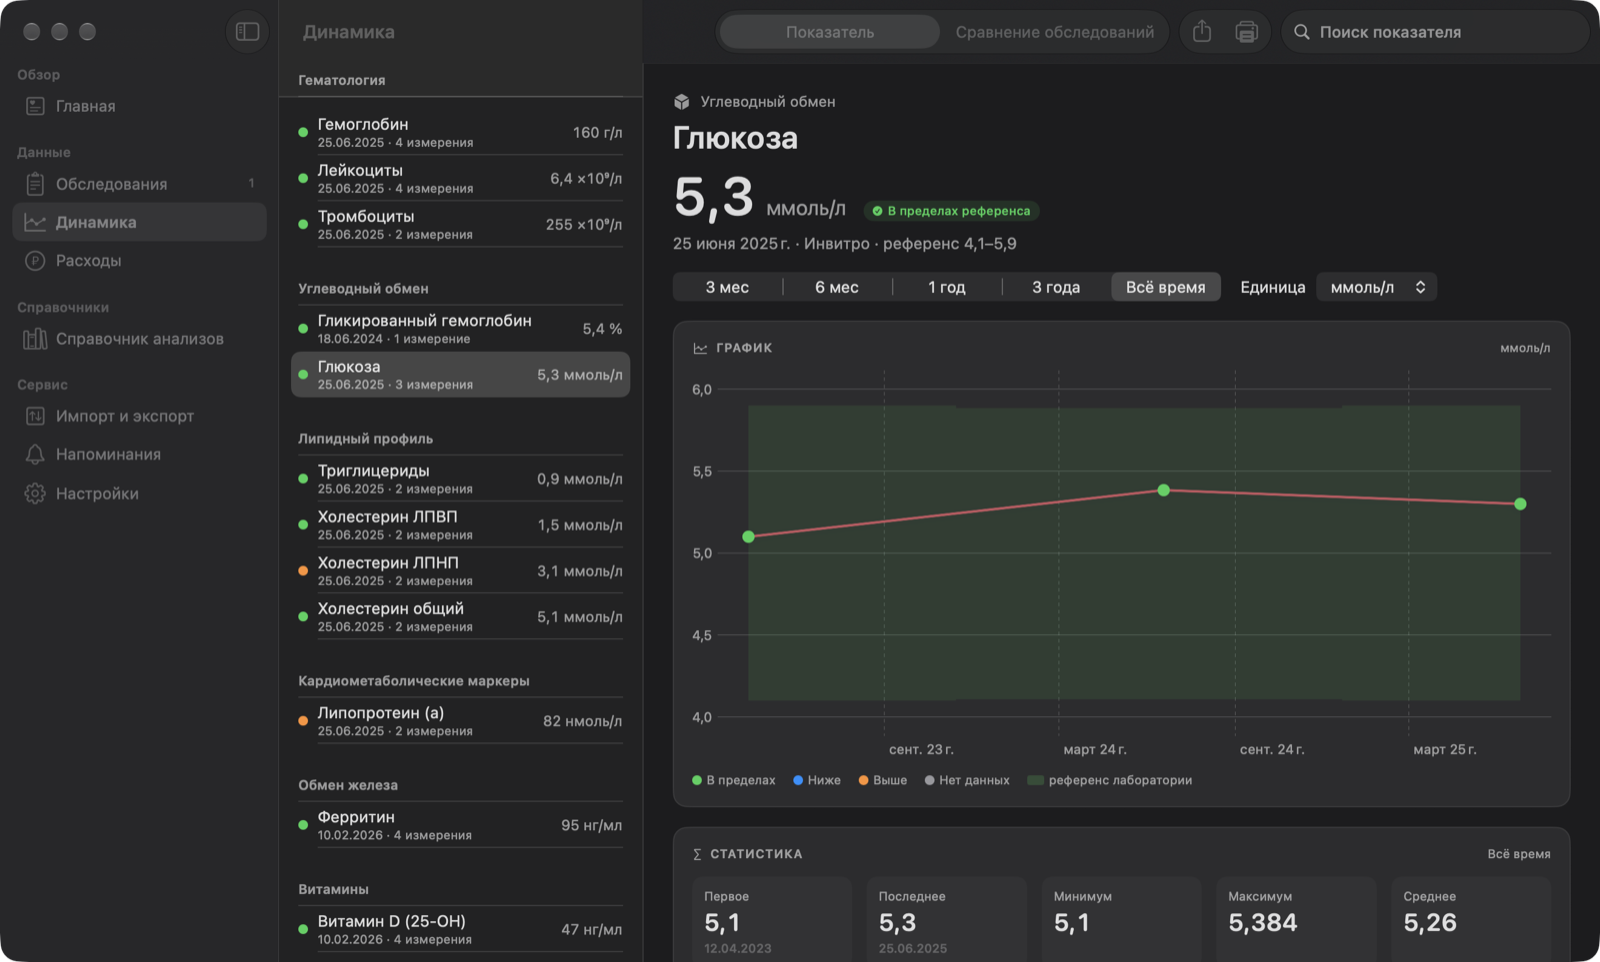 Обзор
Главная
Данные
Обследования 1
Динамика
Расходы
Справочники
Справочник анализов
Сервис
Импорт и экспорт
Напоминания
Настройки
Динамика
Гематология
Гемоглобин 160 г/л
25.06.2025 · 4 измерения
Лейкоциты 6,4 ×10⁹/л
25.06.2025 · 4 измерения
Тромбоциты 255 ×10⁹/л
25.06.2025 · 2 измерения
Углеводный обмен
Гликированный гемоглобин 5,4 %
18.06.2024 · 1 измерение
Глюкоза 5,3 ммоль/л
25.06.2025 · 3 измерения
Липидный профиль
Триглицериды 0,9 ммоль/л
25.06.2025 · 2 измерения
Холестерин ЛПВП 1,5 ммоль/л
25.06.2025 · 2 измерения
Холестерин ЛПНП 3,1 ммоль/л
25.06.2025 · 2 измерения
Холестерин общий 5,1 ммоль/л
25.06.2025 · 2 измерения
Кардиометаболические маркеры
Липопротеин (a) 82 нмоль/л
25.06.2025 · 2 измерения
Обмен железа
Ферритин 95 нг/мл
10.02.2026 · 4 измерения
Витамины
Витамин D (25-OH) 47 нг/мл
10.02.2026 · 4 измерения
Показатель Сравнение обследований
Поиск показателя
Углеводный обмен
Глюкоза
5,3 ммоль/л В пределах референса
25 июня 2025 г. · Инвитро · референс 4,1–5,9
3 мес 6 мес 1 год 3 года Всё время Единица ммоль/л
ГРАФИК ммоль/л
6,0
5,5
5,0
4,5
4,0
сент. 23 г. март 24 г. сент. 24 г. март 25 г.
В пределах Ниже Выше Нет данных референс лаборатории
Σ СТАТИСТИКА Всё время
Первое Последнее Минимум Максимум Среднее
5,1 5,3 5,1 5,384 5,26
12.04.2023 25.06.2025